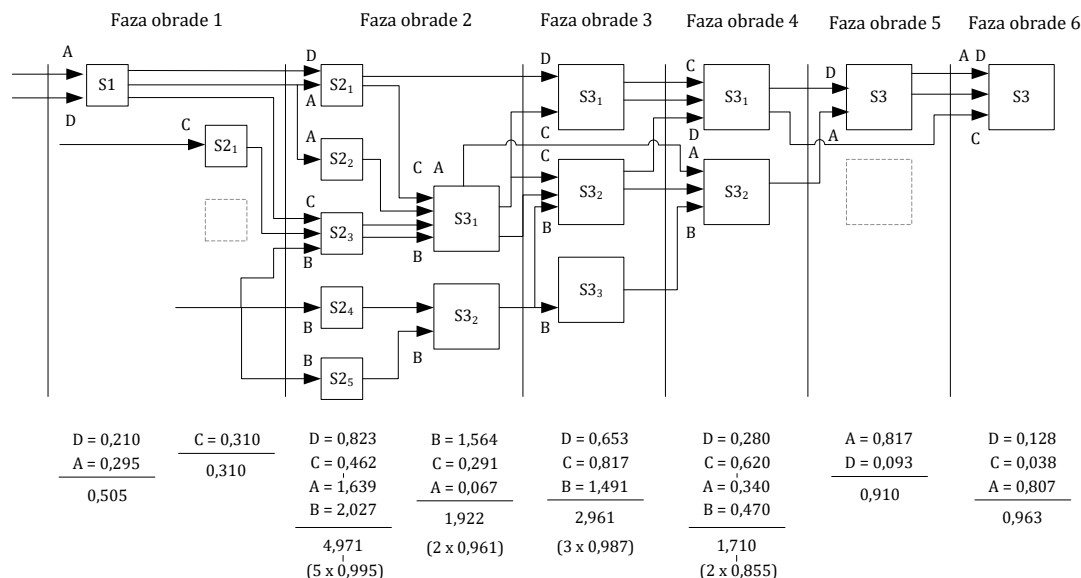 Faza obrade 1 Faza obrade 2 Faza obrade 3 Faza obrade 4 Faza obrade 5 Faza obrade 6
A D C D A D
S1 S2₁ D S3₁ S3₁ D S3 S3
D A C D A C
C S2₁ A S2₂ C A C A
C S2₃ S3₁ S3₂ S3₂
B B B B
S2₄ S3₂ S3₃
B B
B S2₅ B
D = 0,210 C = 0,310 D = 0,823 B = 1,564 D = 0,653 D = 0,280 A = 0,817 D = 0,128
A = 0,295 0,310 C = 0,462 C = 0,291 C = 0,817 C = 0,620 D = 0,093 C = 0,038
0,505 A = 1,639 A = 0,067 B = 1,491 A = 0,340 0,910 A = 0,807
B = 2,027 1,922 2,961 B = 0,470 0,963
4,971 (2 x 0,961) (3 x 0,987) 1,710
(5 x 0,995) (2 x 0,855)